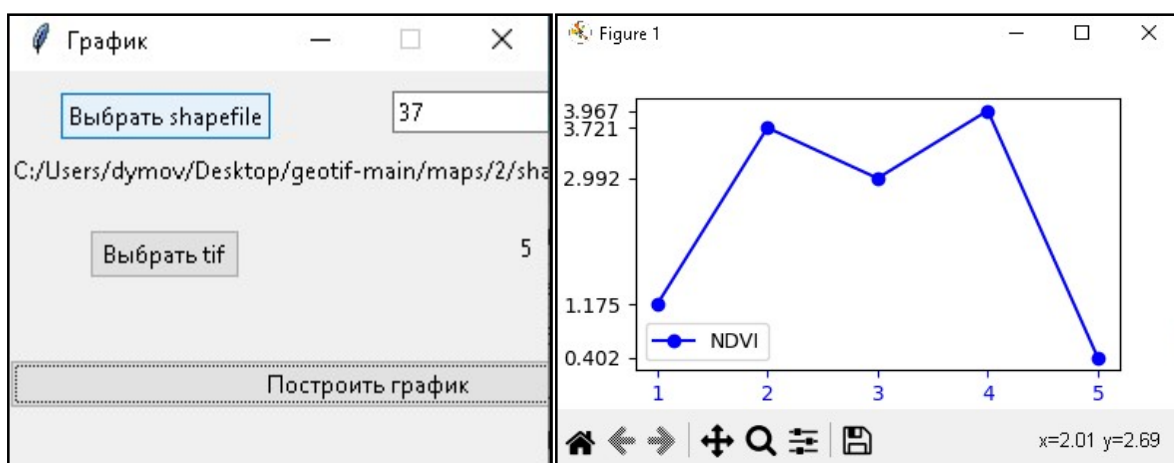 График
Выбрать shapefile
37
C:/Users/dymov/Desktop/geotif-main/maps/2/sha
Выбрать tif
5
Построить график
Figure 1
3.967
3.721
2.992
1.175
0.402
NDVI
1 2 3 4 5
x=2.01 y=2.69